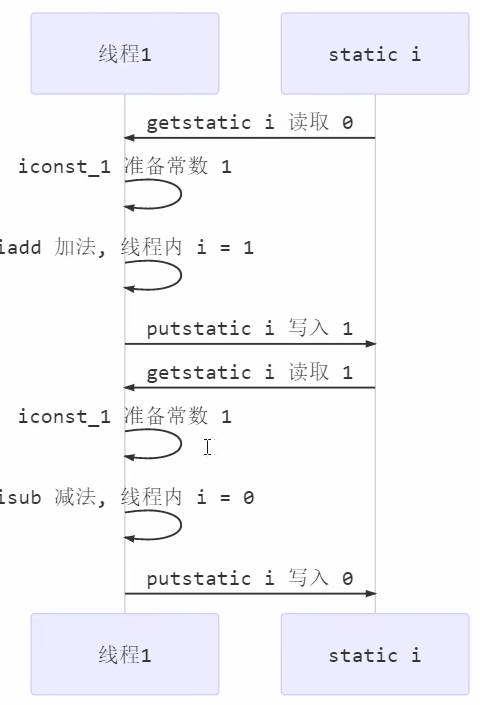 线程1
static i
getstatic i 读取 0
iconst_1 准备常数 1
iadd 加法, 线程内 i = 1
putstatic i 写入 1
getstatic i 读取 1
iconst_1 准备常数 1
isub 减法, 线程内 i = 0
putstatic i 写入 0
线程1
static i